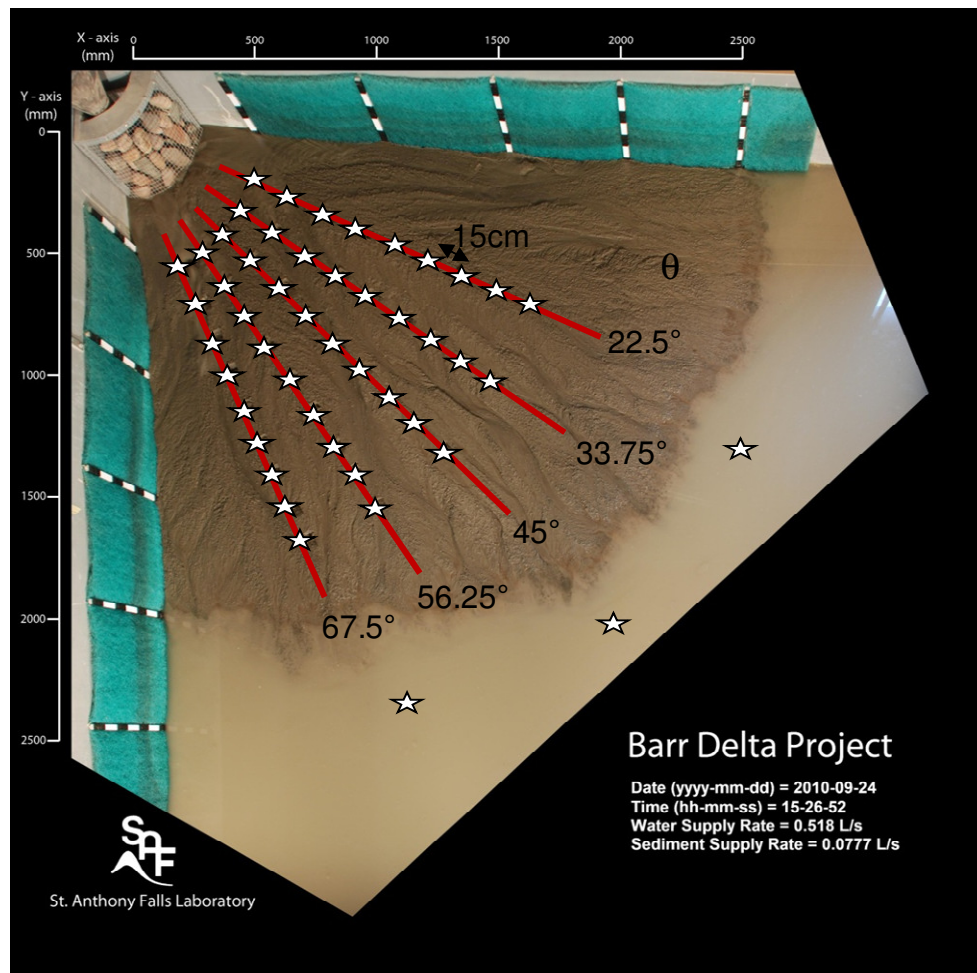 X - axis
(mm)
0
500
1000
1500
2000
2500
Y - axis
(mm)
0
500
1000
1500
2000
2500
15cm
θ
22.5°
33.75°
45°
56.25°
67.5°
Barr Delta Project
Date (yyyy-mm-dd) = 2010-09-24
Time (hh-mm-ss) = 15-26-52
Water Supply Rate = 0.518 L/s
Sediment Supply Rate = 0.0777 L/s
SAF
St. Anthony Falls Laboratory